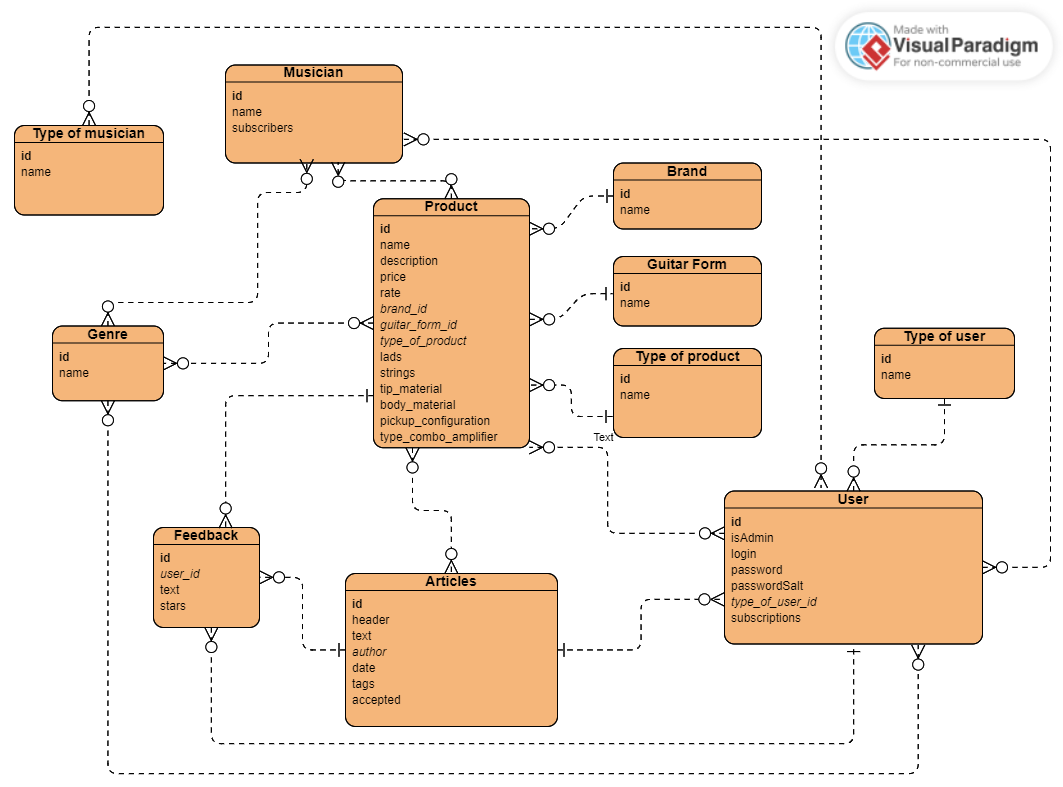 Made with
Visual Paradigm
For non-commercial use
Musician
id
name
subscribers
Type of musician
id
name
Brand
id
name
Product
id
name
description
price
rate
brand_id
guitar_form_id
type_of_product
lads
strings
tip_material
body_material
pickup_configuration
type_combo_amplifier
Guitar Form
id
name
Genre
id
name
Type of product
id
name
Text
Type of user
id
name
User
id
isAdmin
login
password
passwordSalt
type_of_user_id
subscriptions
Feedback
id
user_id
text
stars
Articles
id
header
text
author
date
tags
accepted